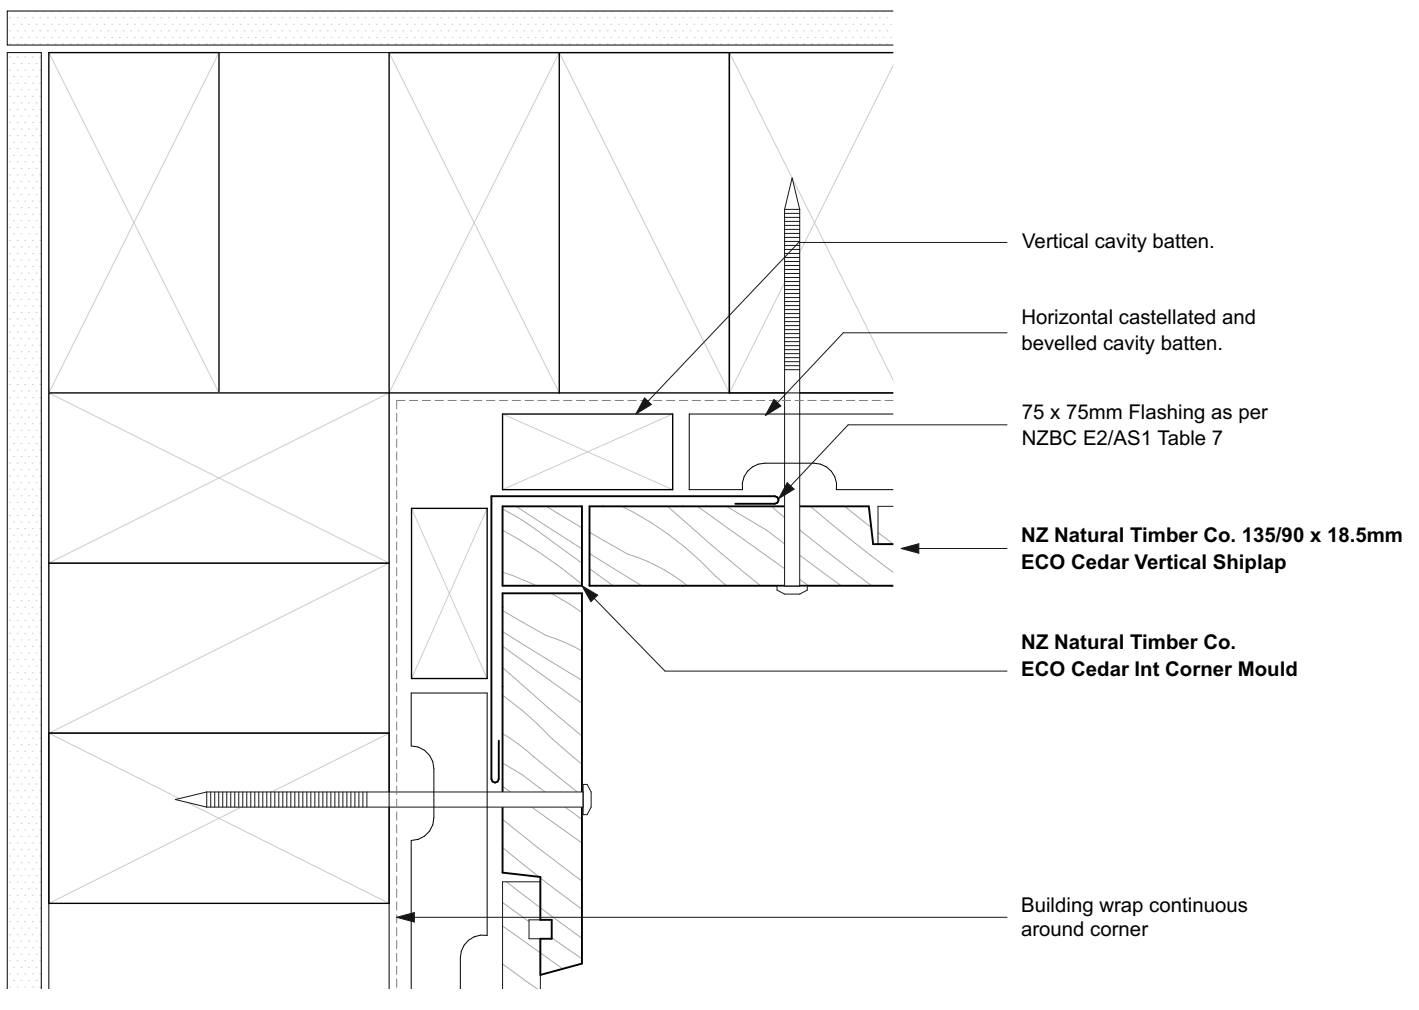 Vertical cavity batten.
Horizontal castellated and
bevelled cavity batten.
75 x 75mm Flashing as per
NZBC E2/AS1 Table 7
NZ Natural Timber Co. 135/90 x 18.5mm
ECO Cedar Vertical Shiplap
NZ Natural Timber Co.
ECO Cedar Int Corner Mould
Building wrap continuous
around corner